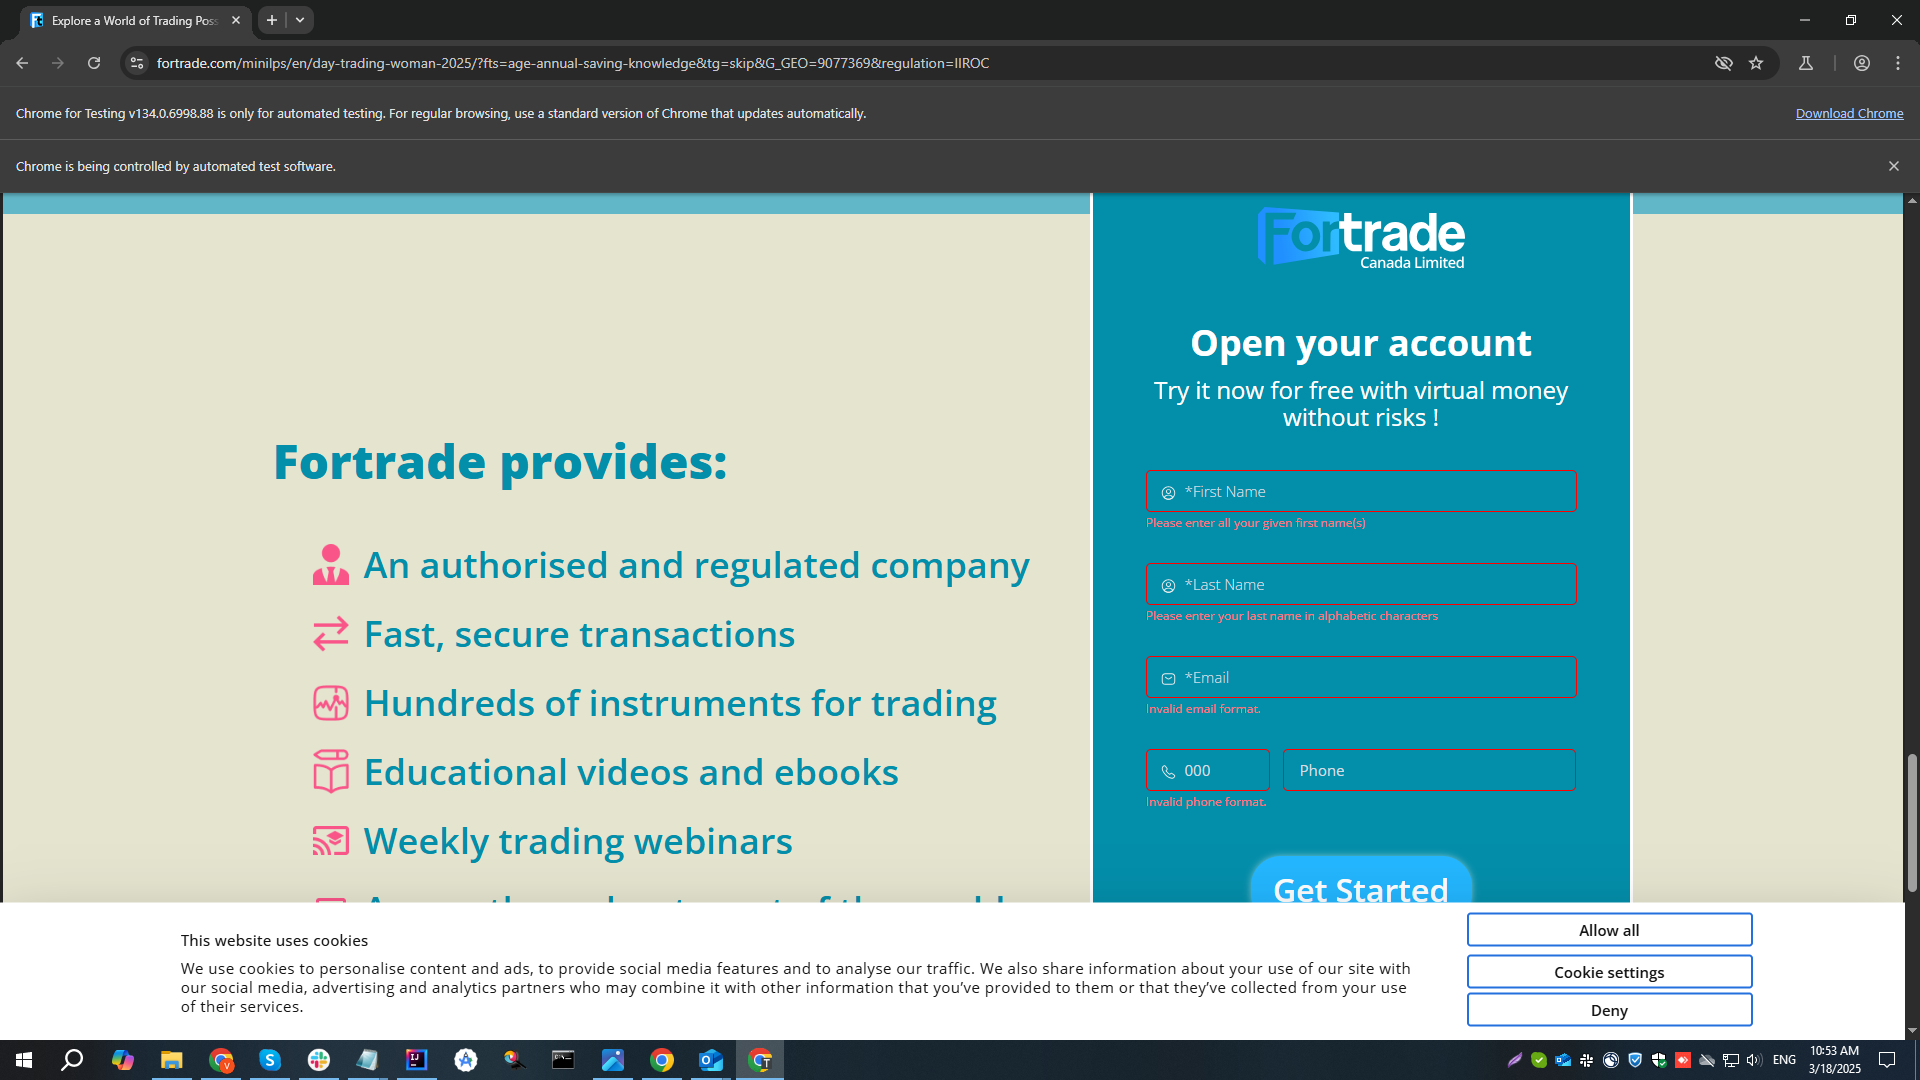 Explore a World of Trading Poss
fortrade.com/minilps/en/day-trading-woman-2025/?fts=age-annual-saving-knowledge&tg=skip&G_GEO=9077369&regulation=IIROC
Chrome for Testing v134.0.6998.88 is only for automated testing. For regular browsing, use a standard version of Chrome that updates automatically.
Download Chrome
Chrome is being controlled by automated test software.
Fortrade
Canada Limited
Open your account
Try it now for free with virtual money
without risks !
*First Name
Please enter all your given first name(s)
*Last Name
Please enter your last name in alphabetic characters
*Email
Invalid email format.
000
Phone
Invalid phone format.
Get Started
Fortrade provides:
An authorised and regulated company
Fast, secure transactions
Hundreds of instruments for trading
Educational videos and ebooks
Weekly trading webinars
This website uses cookies
We use cookies to personalise content and ads, to provide social media features and to analyse our traffic. We also share information about your use of our site with
our social media, advertising and analytics partners who may combine it with other information that you've provided to them or that they've collected from your use
of their services.
Allow all
Cookie settings
Deny
ENG
10:53 AM
3/18/2025